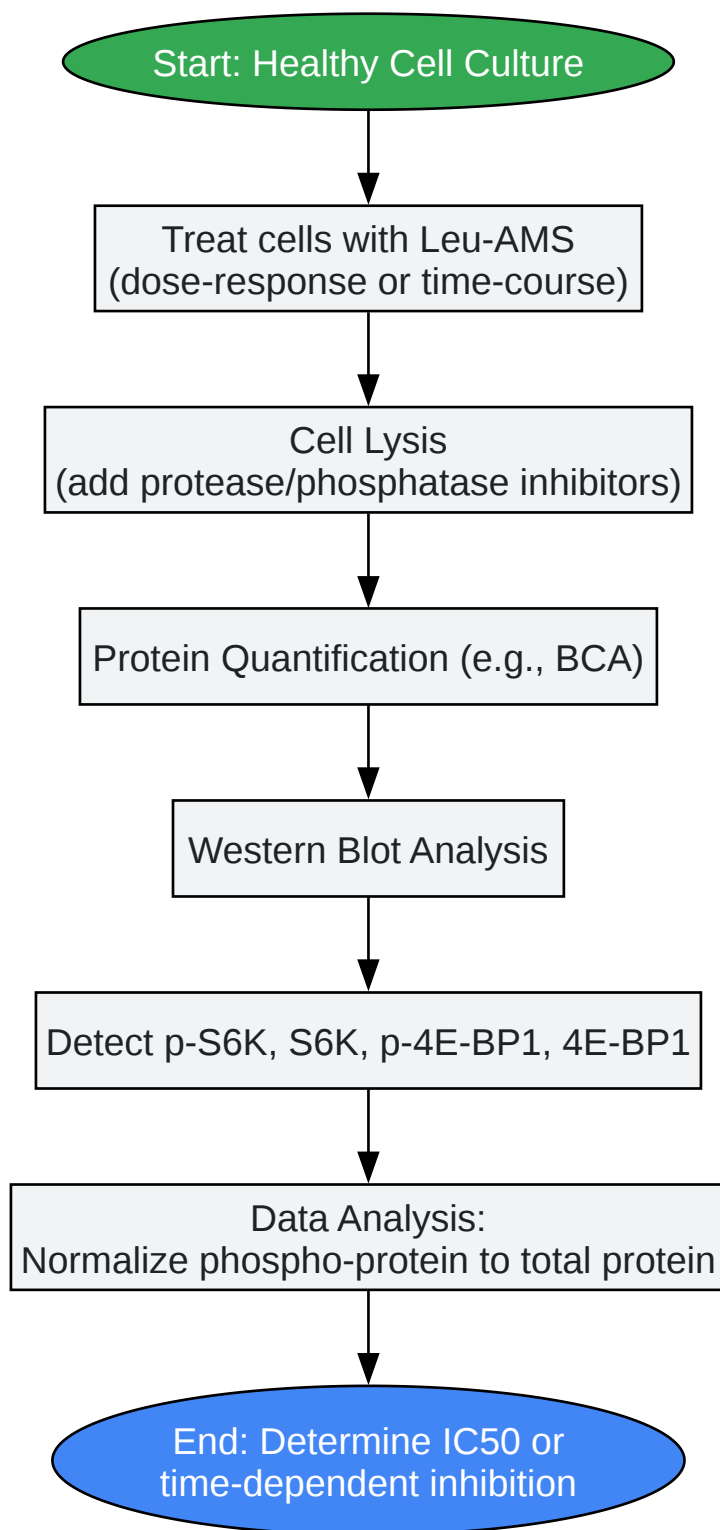 Start: Healthy Cell Culture
Treat cells with Leu-AMS
(dose-response or time-course)
Cell Lysis
(add protease/phosphatase inhibitors)
Protein Quantification (e.g., BCA)
Western Blot Analysis
Detect p-S6K, S6K, p-4E-BP1, 4E-BP1
Data Analysis:
Normalize phospho-protein to total protein
End: Determine IC50 or
time-dependent inhibition